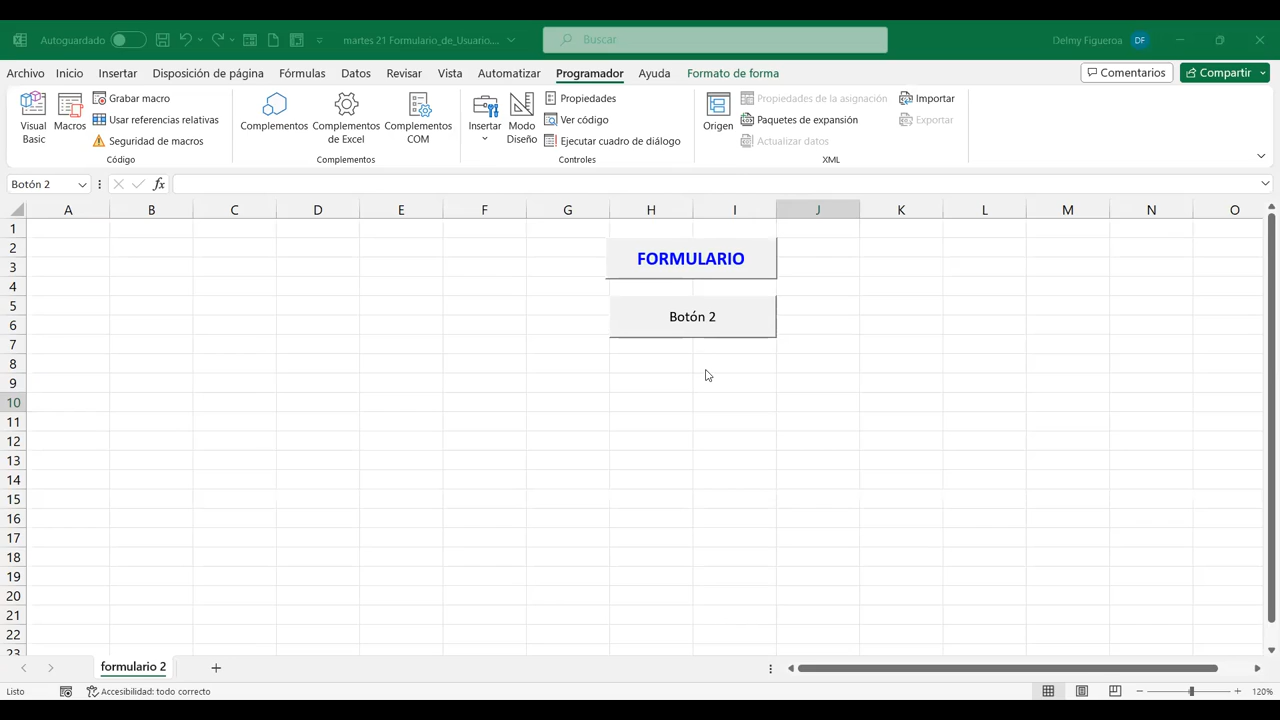 Autoguardado
martes 21 Formulario_de_Usuario....
Buscar
Delmy Figueroa
DF
Archivo Inicio Insertar Disposición de página Fórmulas Datos Revisar Vista Automatizar Programador Ayuda Formato de forma
Comentarios
Compartir
Visual Basic
Macros
Grabar macro
Usar referencias relativas
Seguridad de macros
Código
Complementos
Complementos de Excel
Complementos COM
Complementos
Insertar
Modo Diseño
Propiedades
Ver código
Ejecutar cuadro de diálogo
Controles
Origen
Propiedades de la asignación
Paquetes de expansión
Actualizar datos
Importar
Exportar
XML
Botón 2
fx
A B C D E F G H I J K L M N O
1
2
3
4
5
6
7
8
9
10
11
12
13
14
15
16
17
18
19
20
21
22
23
FORMULARIO
Botón 2
formulario 2
Listo
Accesibilidad: todo correcto
120%